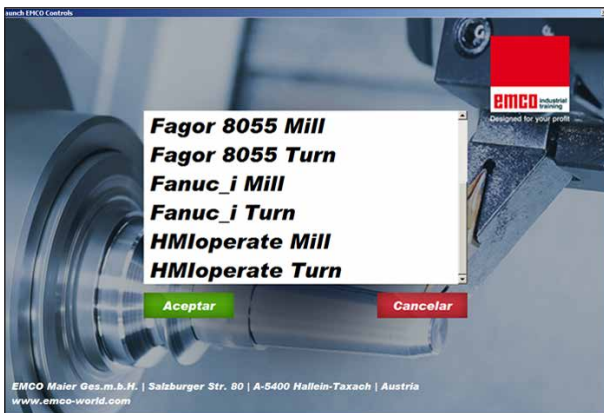 aunch EMCO Controls
emco industrial
training
Designed for your profit
Fagor 8055 Mill
Fagor 8055 Turn
Fanuc_i Mill
Fanuc_i Turn
HMIoperate Mill
HMIoperate Turn
Aceptar
Cancelar
EMCO Maier Ges.m.b.H. | Salzburger Str. 80 | A-5400 Hallein-Taxach | Austria
www.emco-world.com